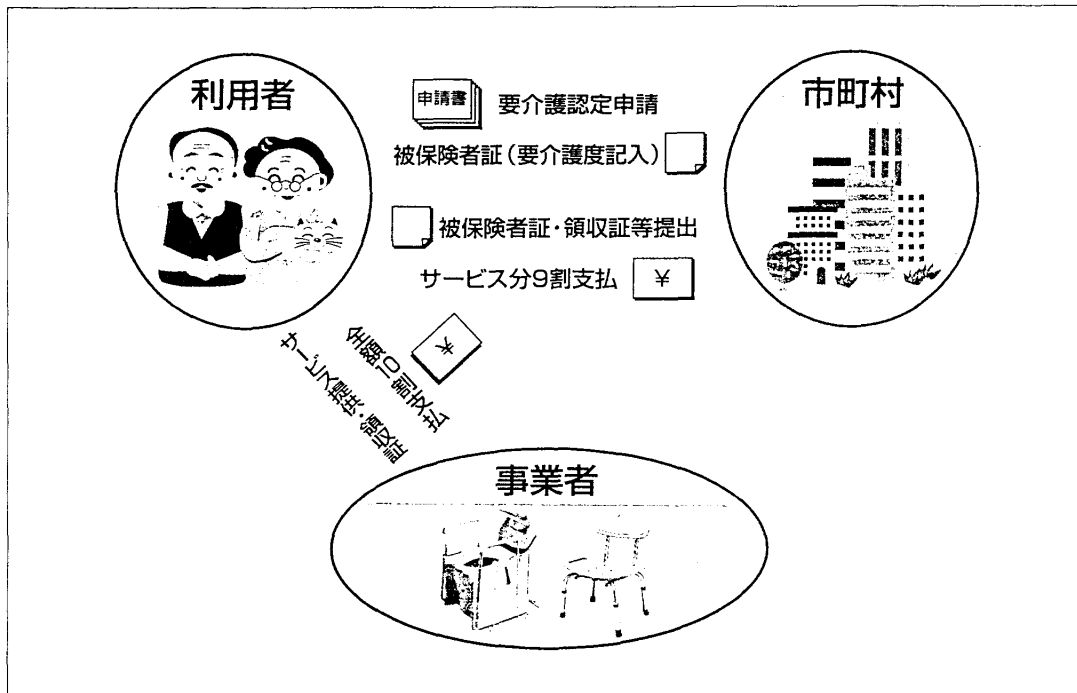 利用者
市町村
申請書
要介護認定申請
被保険者証(要介護度記入)
被保険者証・領収証等提出
サービス分9割支払
¥
¥
全額10割支払
サービス提供・領収証
事業者